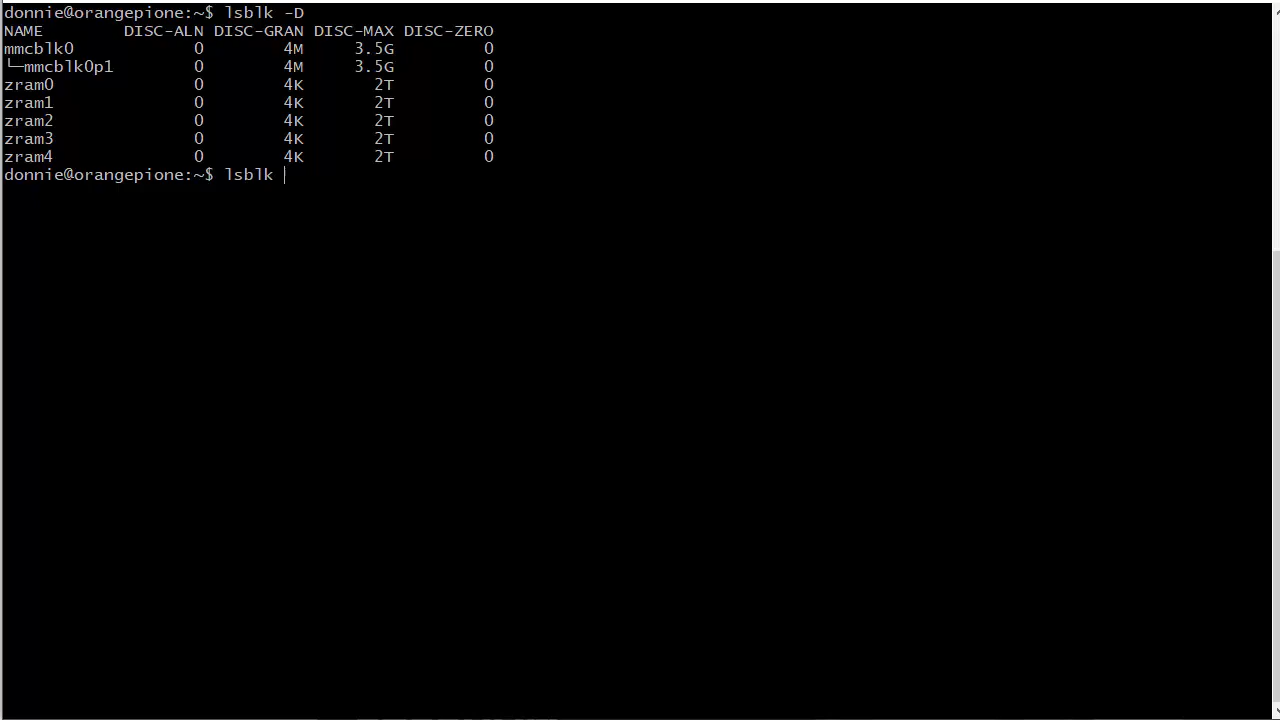 donnie@orangepione:~$ lsblk -D
NAME        DISC-ALN DISC-GRAN DISC-MAX DISC-ZERO
mmcblk0            0        4M     3.5G         0
└─mmcblk0p1        0        4M     3.5G         0
zram0              0        4K       2T         0
zram1              0        4K       2T         0
zram2              0        4K       2T         0
zram3              0        4K       2T         0
zram4              0        4K       2T         0
donnie@orangepione:~$ lsblk